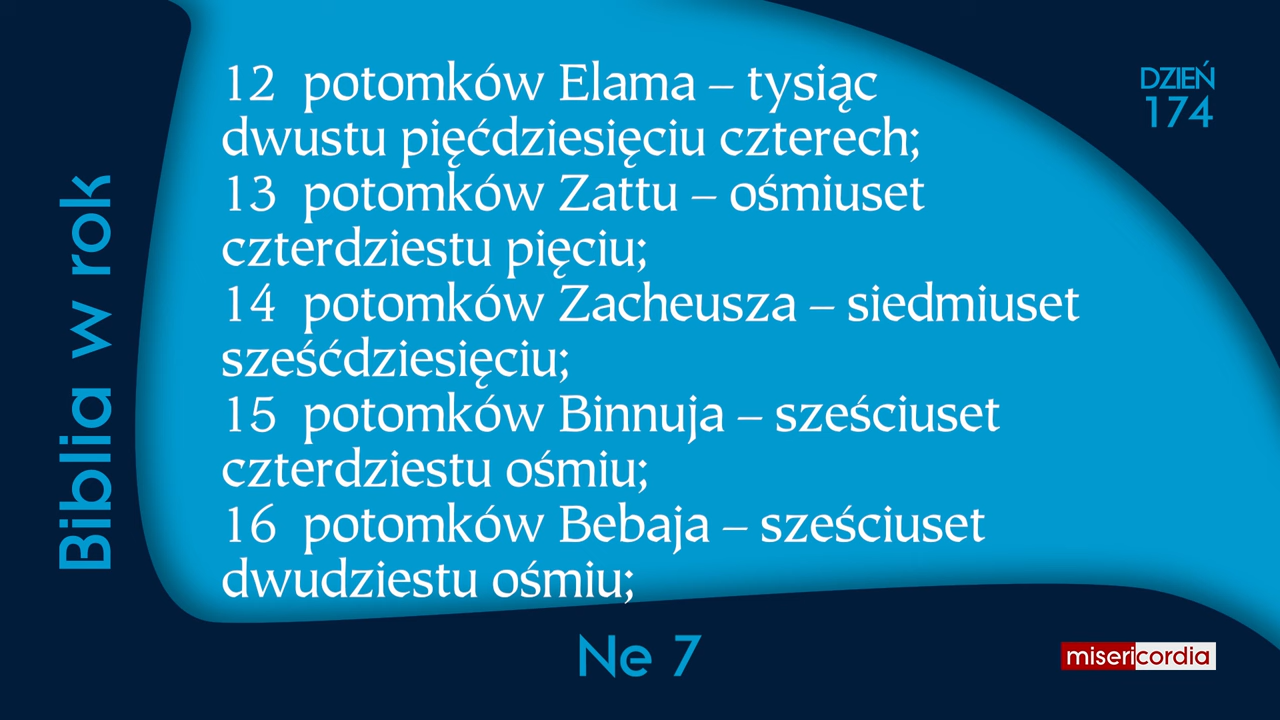 12 potomków Elama – tysiąc
dwustu pięćdziesięciu czterech;
13 potomków Zattu – ośmiuset
czterdziestu pięciu;
14 potomków Zacheusza – siedmiuset
sześćdziesięciu;
15 potomków Binnuja – sześciuset
czterdziestu ośmiu;
16 potomków Bebaja – sześciuset
dwudziestu ośmiu;
DZIEŃ
174
Biblia w rok
Ne 7
misericordia